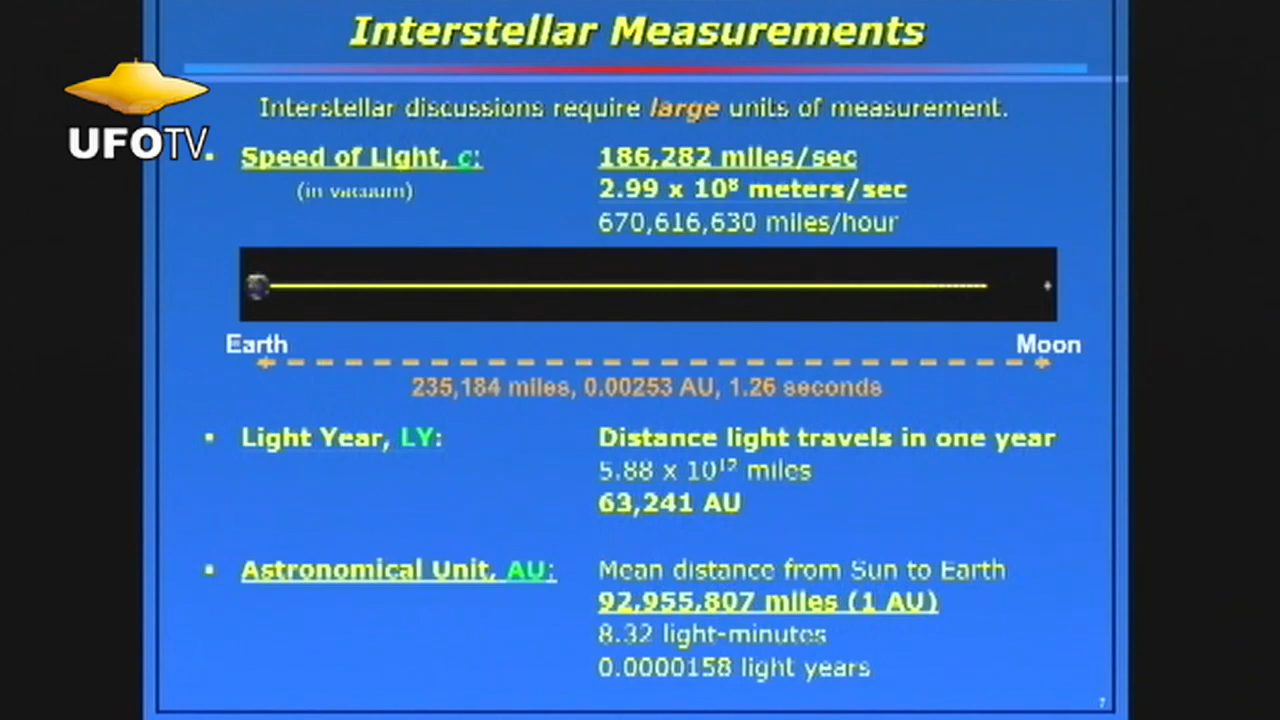 Interstellar Measurements
Interstellar discussions require large units of measurement.
UFOTV
• Speed of Light, c: 186,282 miles/sec
(in vacuum) 2.99 x 10⁸ meters/sec
670,616,630 miles/hour
Earth Moon
235,184 miles, 0.00253 AU, 1.26 seconds
• Light Year, LY: Distance light travels in one year
5.88 x 10¹² miles
63,241 AU
• Astronomical Unit, AU: Mean distance from Sun to Earth
92,955,807 miles (1 AU)
8.32 light-minutes
0.0000158 light years
7